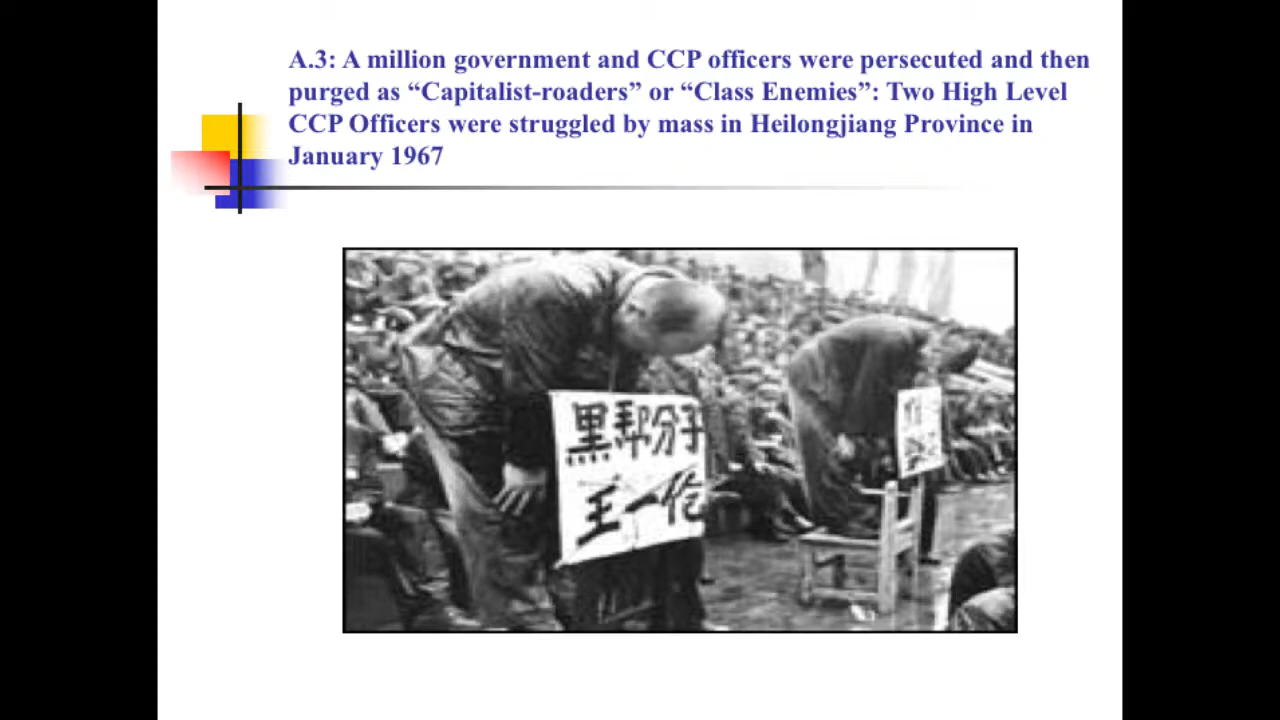 A.3: A million government and CCP officers were persecuted and then
purged as “Capitalist-roaders” or “Class Enemies”: Two High Level
CCP Officers were struggled by mass in Heilongjiang Province in
January 1967
黑帮分子
王一伦